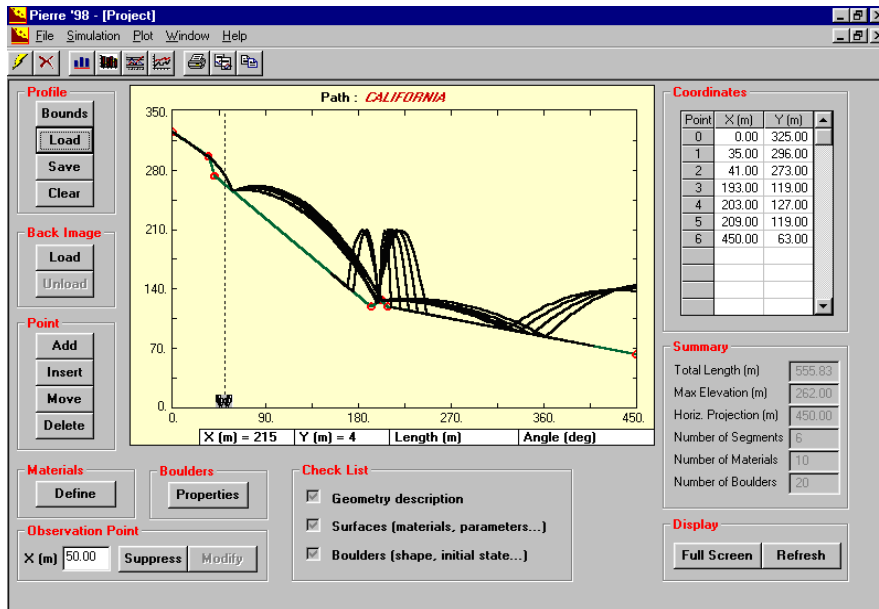 Pierre '98 - [Project]
File Simulation Plot Window Help
Profile
Bounds
Load
Save
Clear
Back Image
Load
Unload
Point
Add
Insert
Move
Delete
Path : CALIFORNIA
350.
280.
210.
140.
70.
0.
0. 90. 180. 270. 360. 450.
X (m) = 215 Y (m) = 4 Length (m) Angle (deg)
Coordinates
Point X (m) Y (m)
0 0.00 325.00
1 35.00 296.00
2 41.00 273.00
3 193.00 119.00
4 203.00 127.00
5 209.00 119.00
6 450.00 63.00
Summary
Total Length (m) 555.83
Max Elevation (m) 262.00
Horiz. Projection (m) 450.00
Number of Segments 6
Number of Materials 10
Number of Boulders 20
Materials
Define
Boulders
Properties
Observation Point
X (m) 50.00 Suppress Modify
Check List
Geometry description
Surfaces (materials, parameters...)
Boulders (shape, initial state...)
Display
Full Screen Refresh